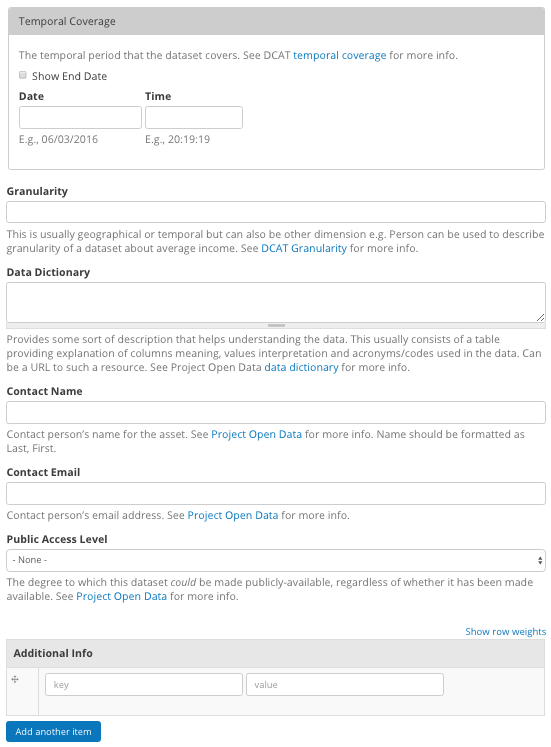 Temporal Coverage
The temporal period that the dataset covers. See DCAT temporal coverage for more info.
Show End Date
Date Time
E.g., 06/03/2016 E.g., 20:19:19
Granularity
This is usually geographical or temporal but can also be other dimension e.g. Person can be used to describe
granularity of a dataset about average income. See DCAT Granularity for more info.
Data Dictionary
Provides some sort of description that helps understanding the data. This usually consists of a table
providing explanation of columns meaning, values interpretation and acronyms/codes used in the data. Can
be a URL to such a resource. See Project Open Data data dictionary for more info.
Contact Name
Contact person's name for the asset. See Project Open Data for more info. Name should be formatted as
Last, First.
Contact Email
Contact person's email address. See Project Open Data for more info.
Public Access Level
- None -
The degree to which this dataset could be made publicly-available, regardless of whether it has been made
available. See Project Open Data for more info.
Show row weights
Additional Info
key value
Add another item